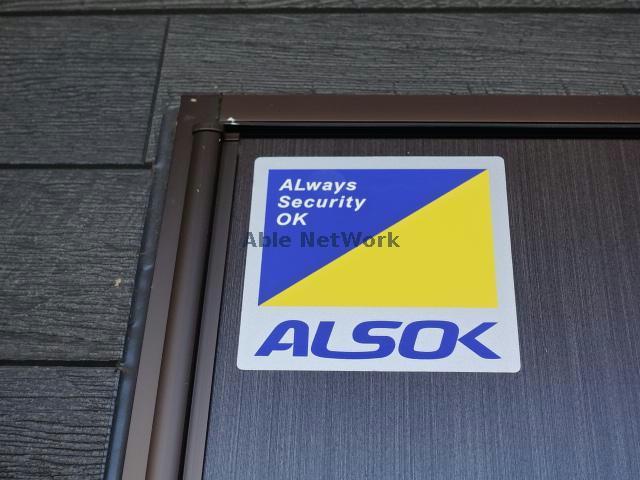 ALways
Security
OK
Able NetWork
ALSOK